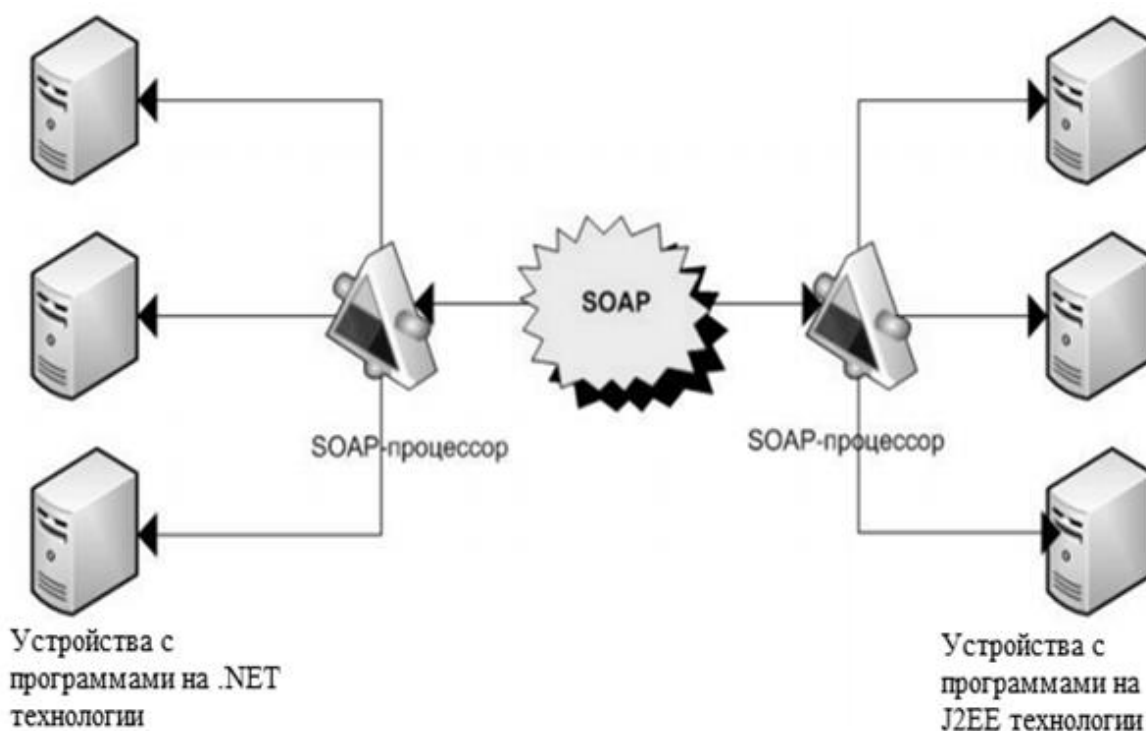 SOAP
SOAP-процессор
SOAP-процессор
Устройства с
программами на .NET
технологии
Устройства с
программами на
J2EE технологии